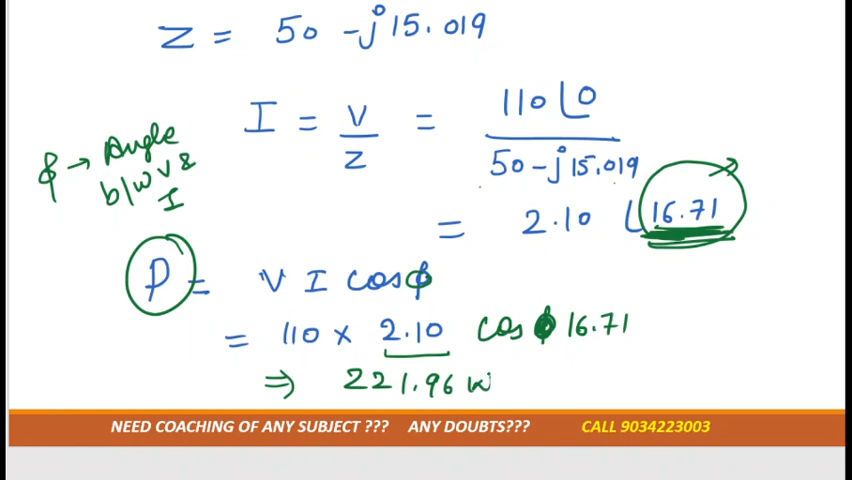 Z = 50 - j15.019
I = V/Z = 110∠0 / 50 - j15.019
= 2.10 ∠16.71
ϕ → Angle
b/w V &
I
P = V I cosϕ
= 110 × 2.10 cos 16.71
⇒ 221.96 W
NEED COACHING OF ANY SUBJECT ??? ANY DOUBTS??? CALL 9034223003